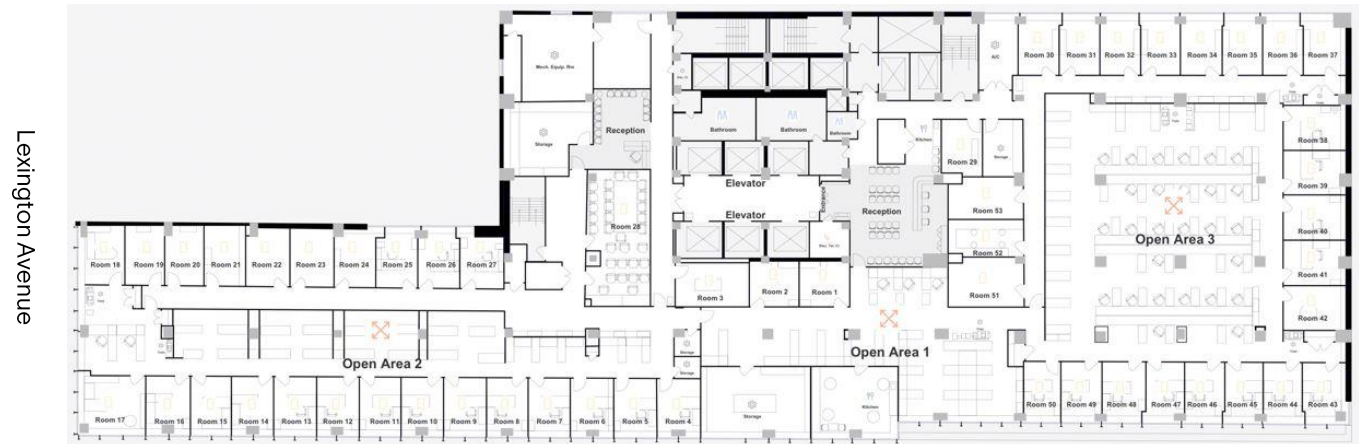 Lexington Avenue
Mech. Equip. Rm
A/C
Room 30
Room 31
Room 32
Room 33
Room 34
Room 35
Room 36
Room 37
Reception
Storage
Bathroom
Bathroom
Bathroom
Kitchen
Room 29
Storage
Room 38
Room 39
Room 40
Room 41
Room 42
Elevator
Elevator
Entrance
Reception
Room 53
Room 52
Room 51
Open Area 3
Room 28
Room 18
Room 19
Room 20
Room 21
Room 22
Room 23
Room 24
Room 25
Room 26
Room 27
Room 3
Room 2
Room 1
Open Area 2
Open Area 1
Storage
Storage
Room 17
Room 16
Room 15
Room 14
Room 13
Room 12
Room 11
Room 10
Room 9
Room 8
Room 7
Room 6
Room 5
Room 4
Storage
Kitchen
Room 50
Room 49
Room 48
Room 47
Room 46
Room 45
Room 44
Room 43